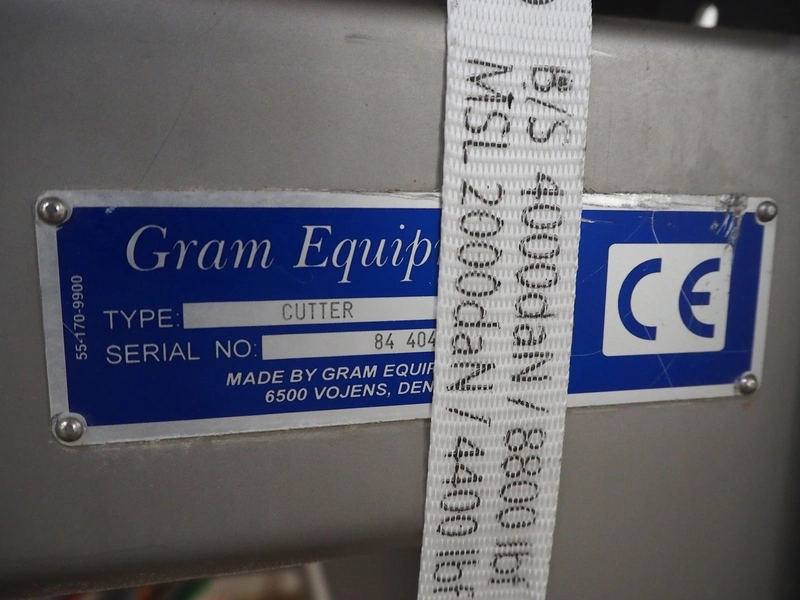 Gram Equip
TYPE: CUTTER
SERIAL NO: 84 404
MADE BY GRAM EQUIP
6500 VOJENS, DEN
55-170-9900
CE
B/S 4000daN / 8800 lbf
MSL 2000daN / 4400 lbf